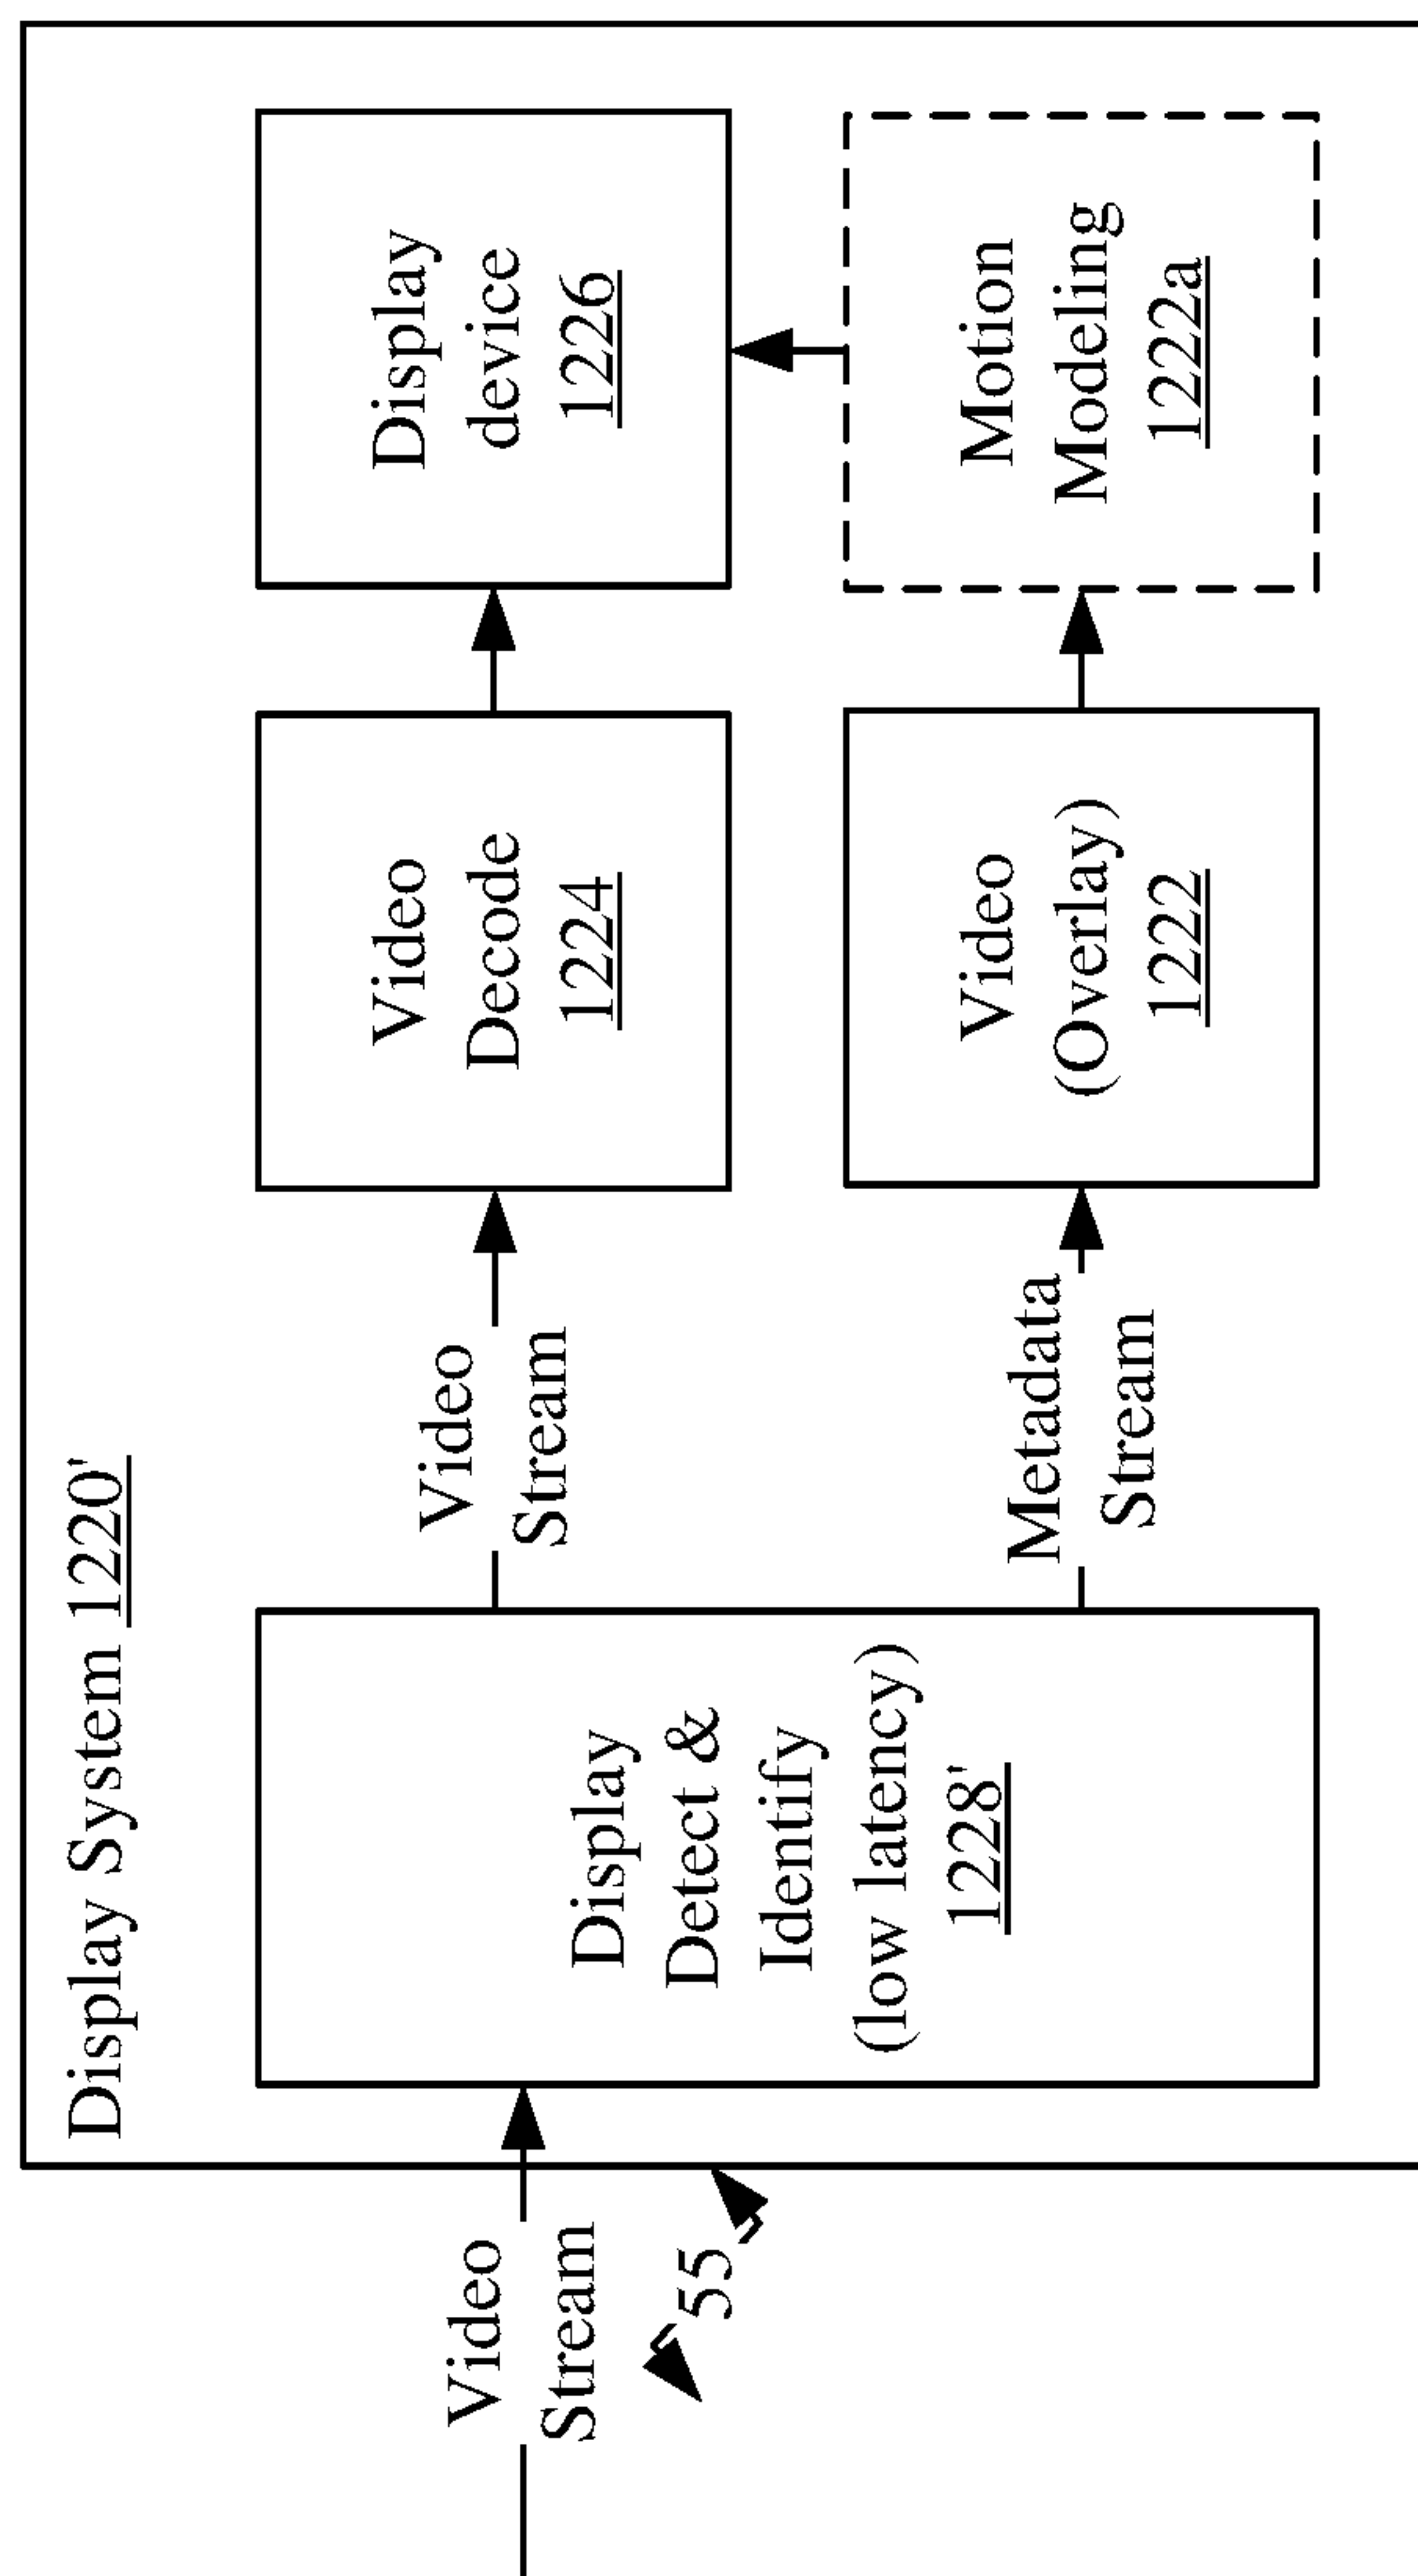 Display System 1220'
Video
Stream
55
Display
Detect &
Identify
(low latency)
1228'
Video
Stream
Metadata
Stream
Video
Decode
1224
Video
(Overlay)
1222
Display
device
1226
Motion
Modeling
1222a